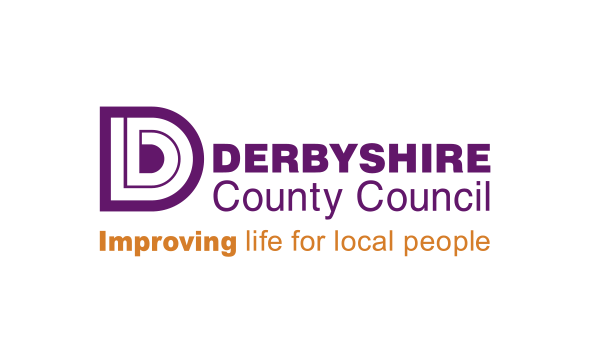 DERBYSHIRE
County Council
Improving life for local people